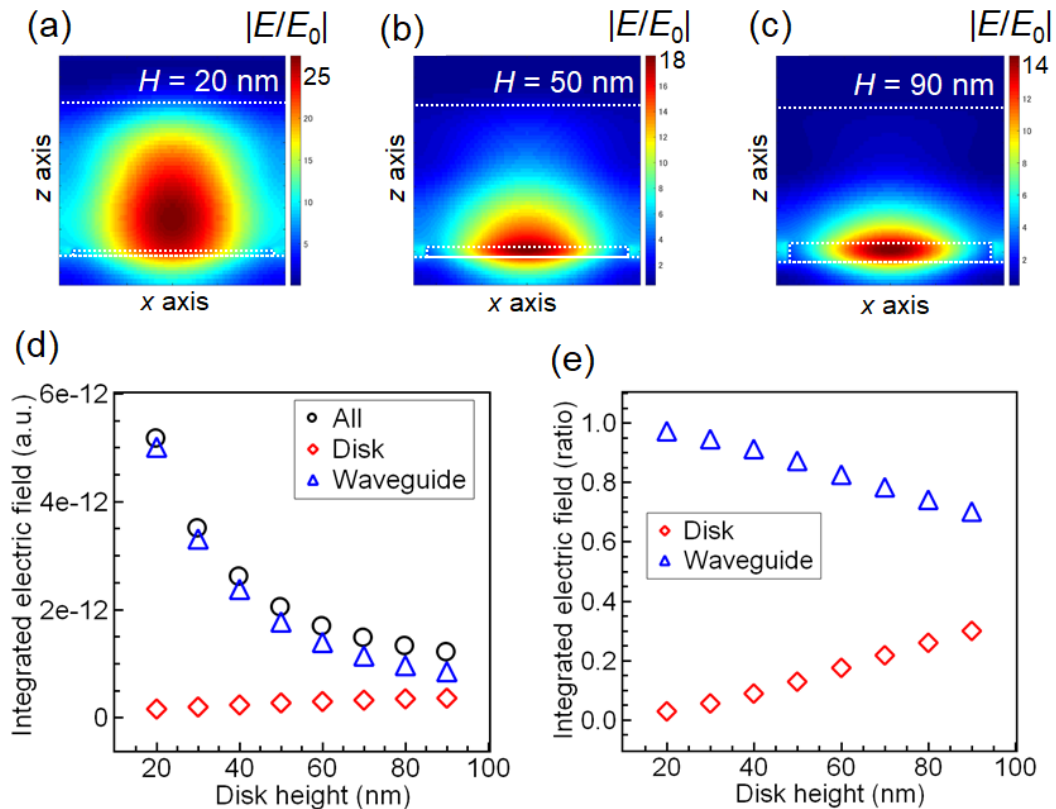 (a)
|E/E₀|
H = 20 nm
25
20
15
10
5
z axis
x axis
(b)
|E/E₀|
H = 50 nm
18
16
14
12
10
8
6
4
2
z axis
x axis
(c)
|E/E₀|
H = 90 nm
14
12
10
8
6
4
2
z axis
x axis
(d)
Integrated electric field (a.u.)
6e-12
4e-12
2e-12
0
All
Disk
Waveguide
20 40 60 80 100
Disk height (nm)
(e)
Integrated electric field (ratio)
1.0
0.8
0.6
0.4
0.2
0.0
Disk
Waveguide
20 40 60 80 100
Disk height (nm)